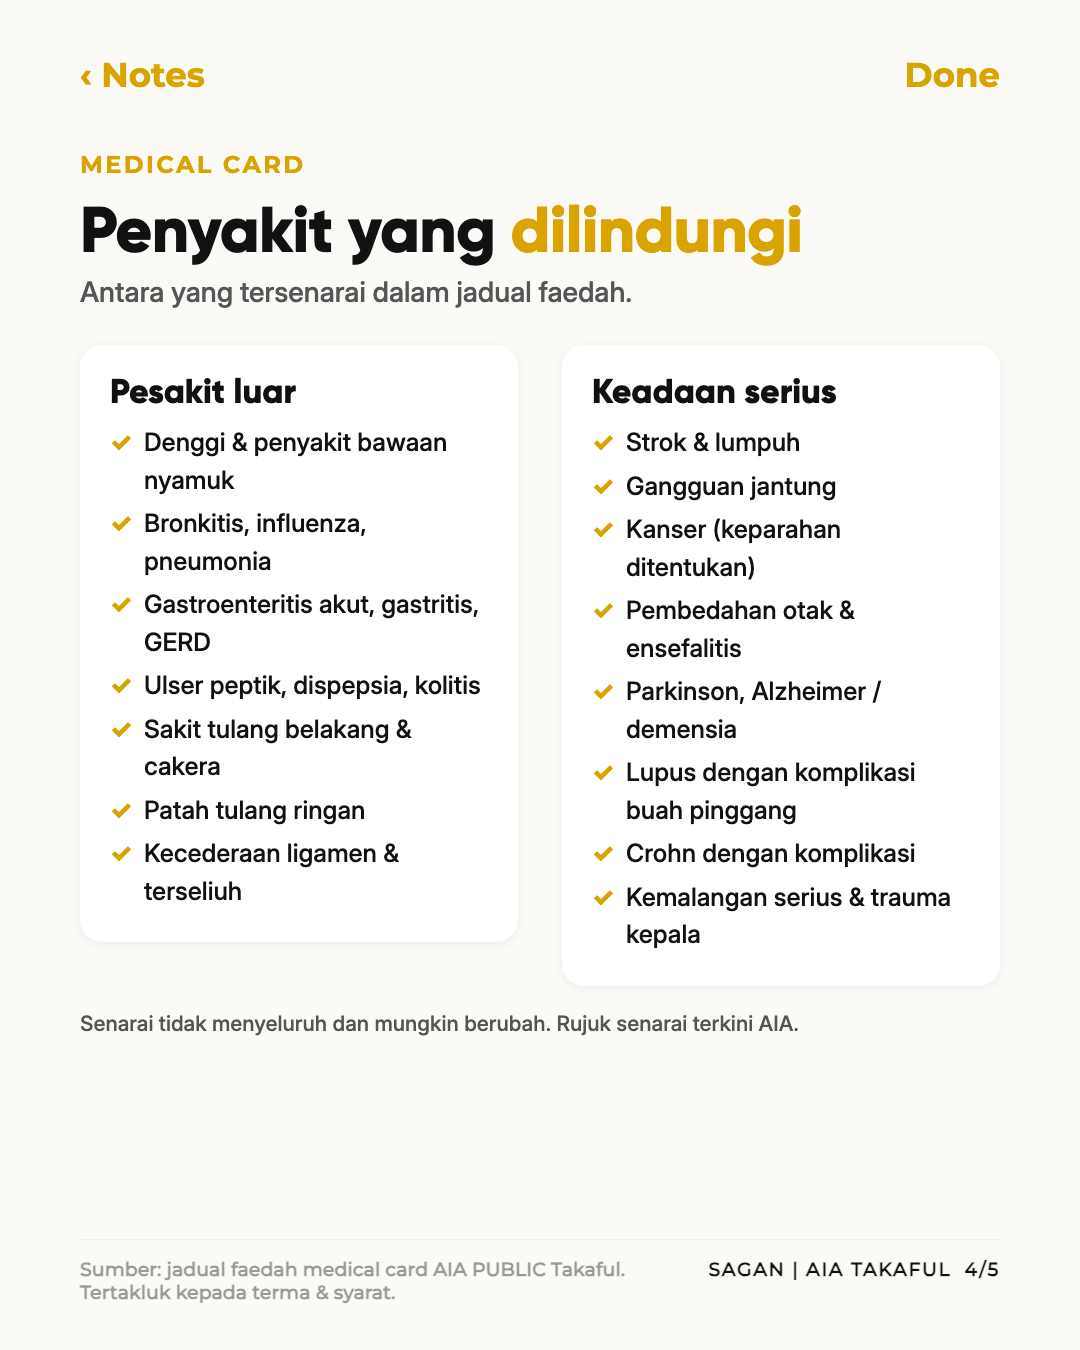 ‹ Notes
Done
MEDICAL CARD
Penyakit yang dilindungi
Antara yang tersenarai dalam jadual faedah.
Pesakit luar
Denggi & penyakit bawaan
nyamuk
Bronkitis, influenza,
pneumonia
Gastroenteritis akut, gastritis,
GERD
Ulser peptik, dispepsia, kolitis
Sakit tulang belakang &
cakera
Patah tulang ringan
Kecederaan ligamen &
terseliuh
Keadaan serius
Strok & lumpuh
Gangguan jantung
Kanser (keparahan
ditentukan)
Pembedahan otak &
ensefalitis
Parkinson, Alzheimer /
demensia
Lupus dengan komplikasi
buah pinggang
Crohn dengan komplikasi
Kemalangan serius & trauma
kepala
Senarai tidak menyeluruh dan mungkin berubah. Rujuk senarai terkini AIA.
Sumber: jadual faedah medical card AIA PUBLIC Takaful.
Tertakluk kepada terma & syarat.
SAGAN | AIA TAKAFUL 4/5